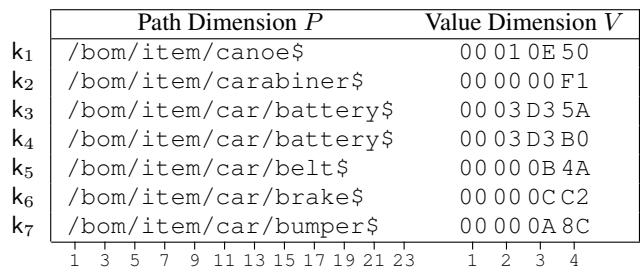 Path Dimension P Value Dimension V
k1 /bom/item/canoe$ 00 01 0E 50
k2 /bom/item/carabiner$ 00 00 00 F1
k3 /bom/item/car/battery$ 00 03 D3 5A
k4 /bom/item/car/battery$ 00 03 D3 B0
k5 /bom/item/car/belt$ 00 00 0B 4A
k6 /bom/item/car/brake$ 00 00 0C C2
k7 /bom/item/car/bumper$ 00 00 0A 8C
1 3 5 7 9 11 13 15 17 19 21 23 1 2 3 4